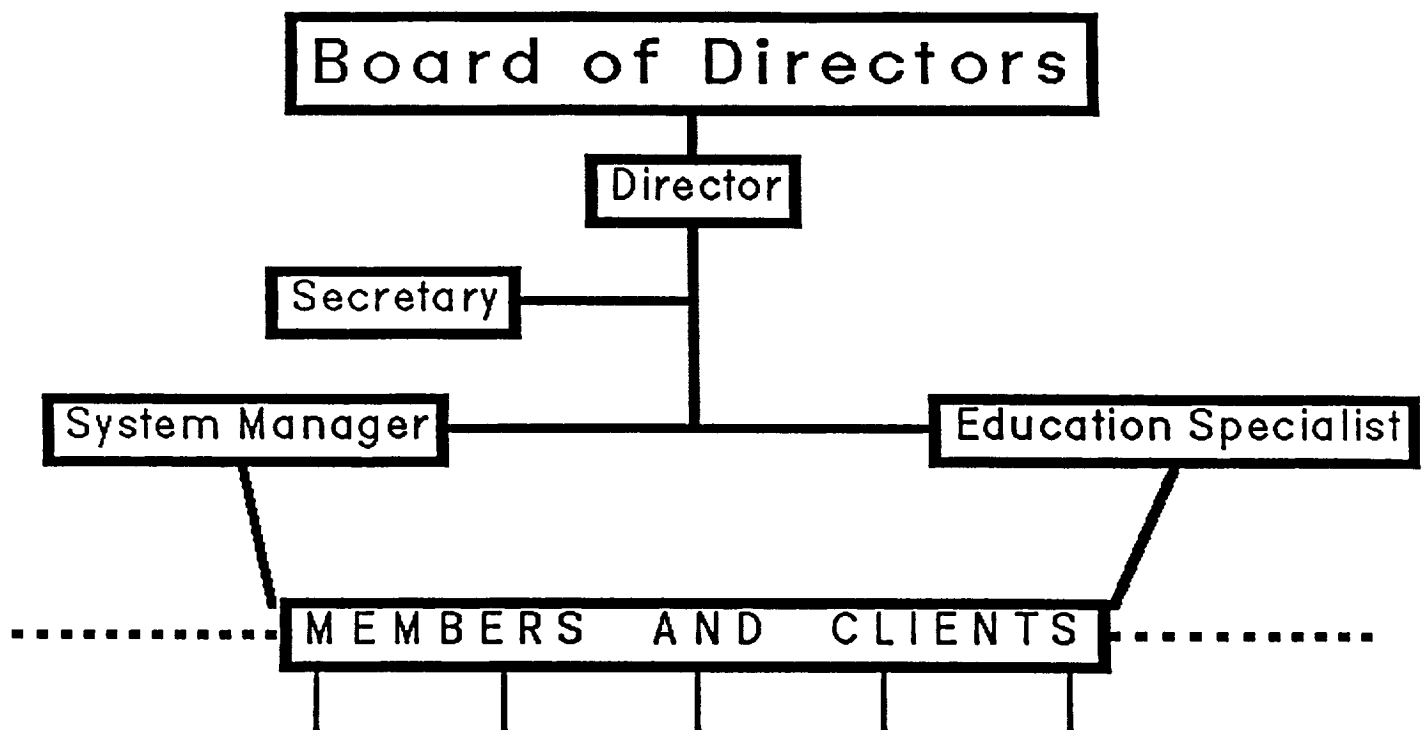 Board of Directors
Director
Secretary
System Manager
Education Specialist
MEMBERS AND CLIENTS